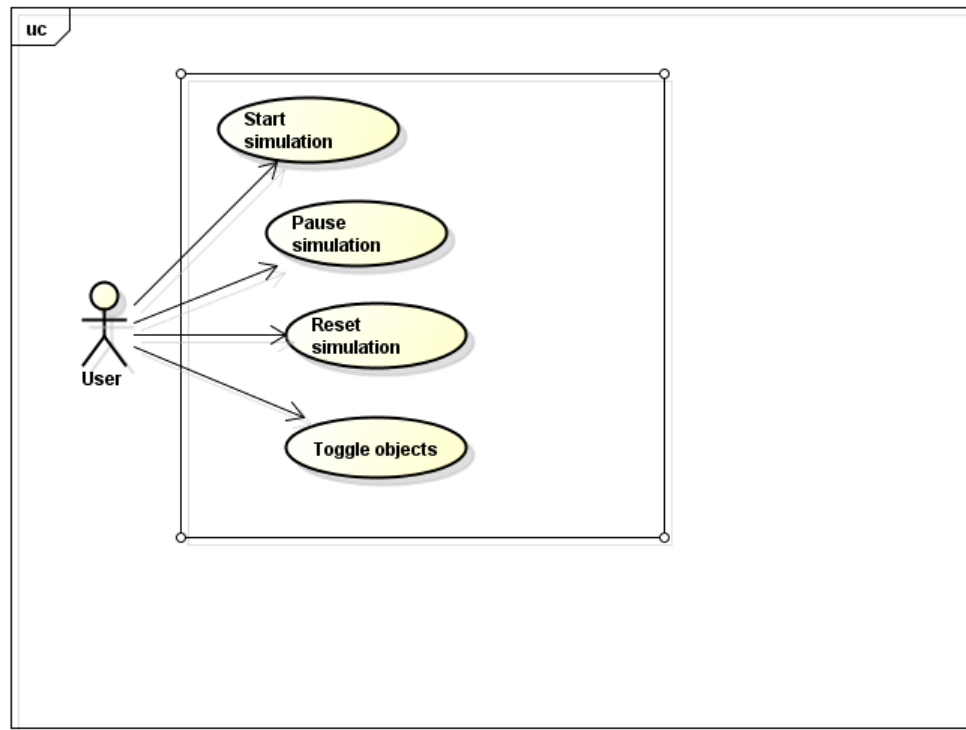 uc
Start
simulation
Pause
simulation
Reset
simulation
User
Toggle objects